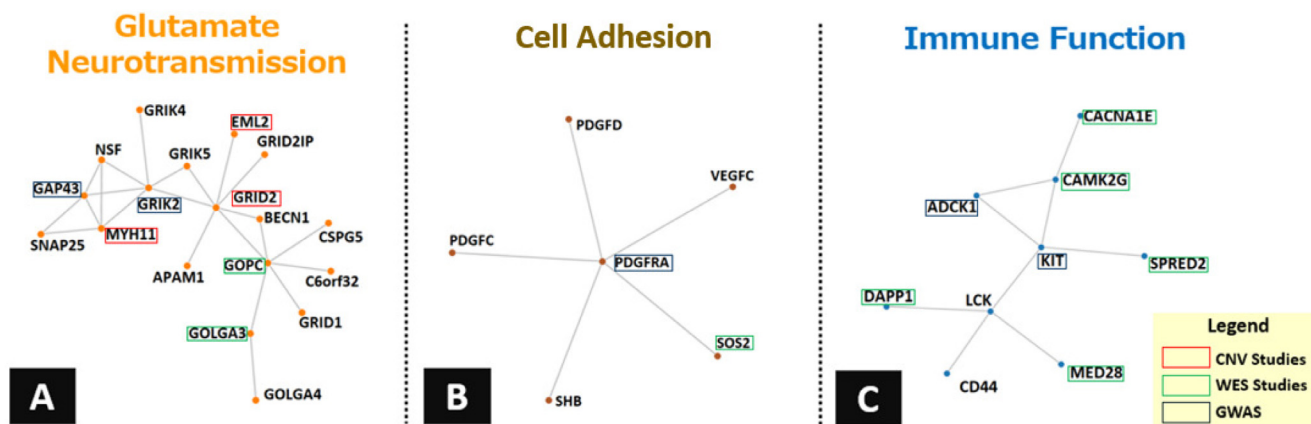 Glutamate
Neurotransmission
GRIK4
EML2
NSF
GRIK5
GRID2IP
GAP43
GRIK2
GRID2
BECN1
SNAP25
MYH11
CSPG5
APAM1
GOPC
C6orf32
GRID1
GOLGA3
GOLGA4
A
Cell Adhesion
PDGFD
VEGFC
PDGFC
PDGFRA
SOS2
SHB
B
Immune Function
CACNA1E
CAMK2G
ADCK1
KIT
SPRED2
DAPP1
LCK
MED28
CD44
C
Legend
CNV Studies
WES Studies
GWAS